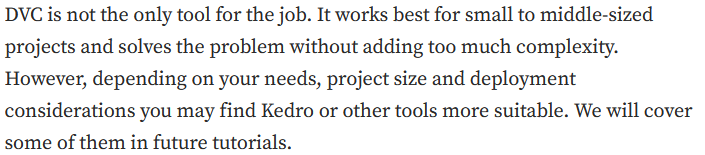 DVC is not the only tool for the job. It works best for small to middle-sized
projects and solves the problem without adding too much complexity.
However, depending on your needs, project size and deployment
considerations you may find Kedro or other tools more suitable. We will cover
some of them in future tutorials.